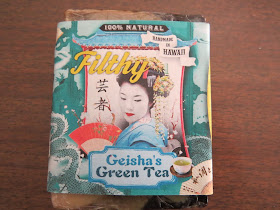 100% NATURAL
HANDMADE
IN
HAWAII
Filthy
芸
者
Geisha's
Green Tea